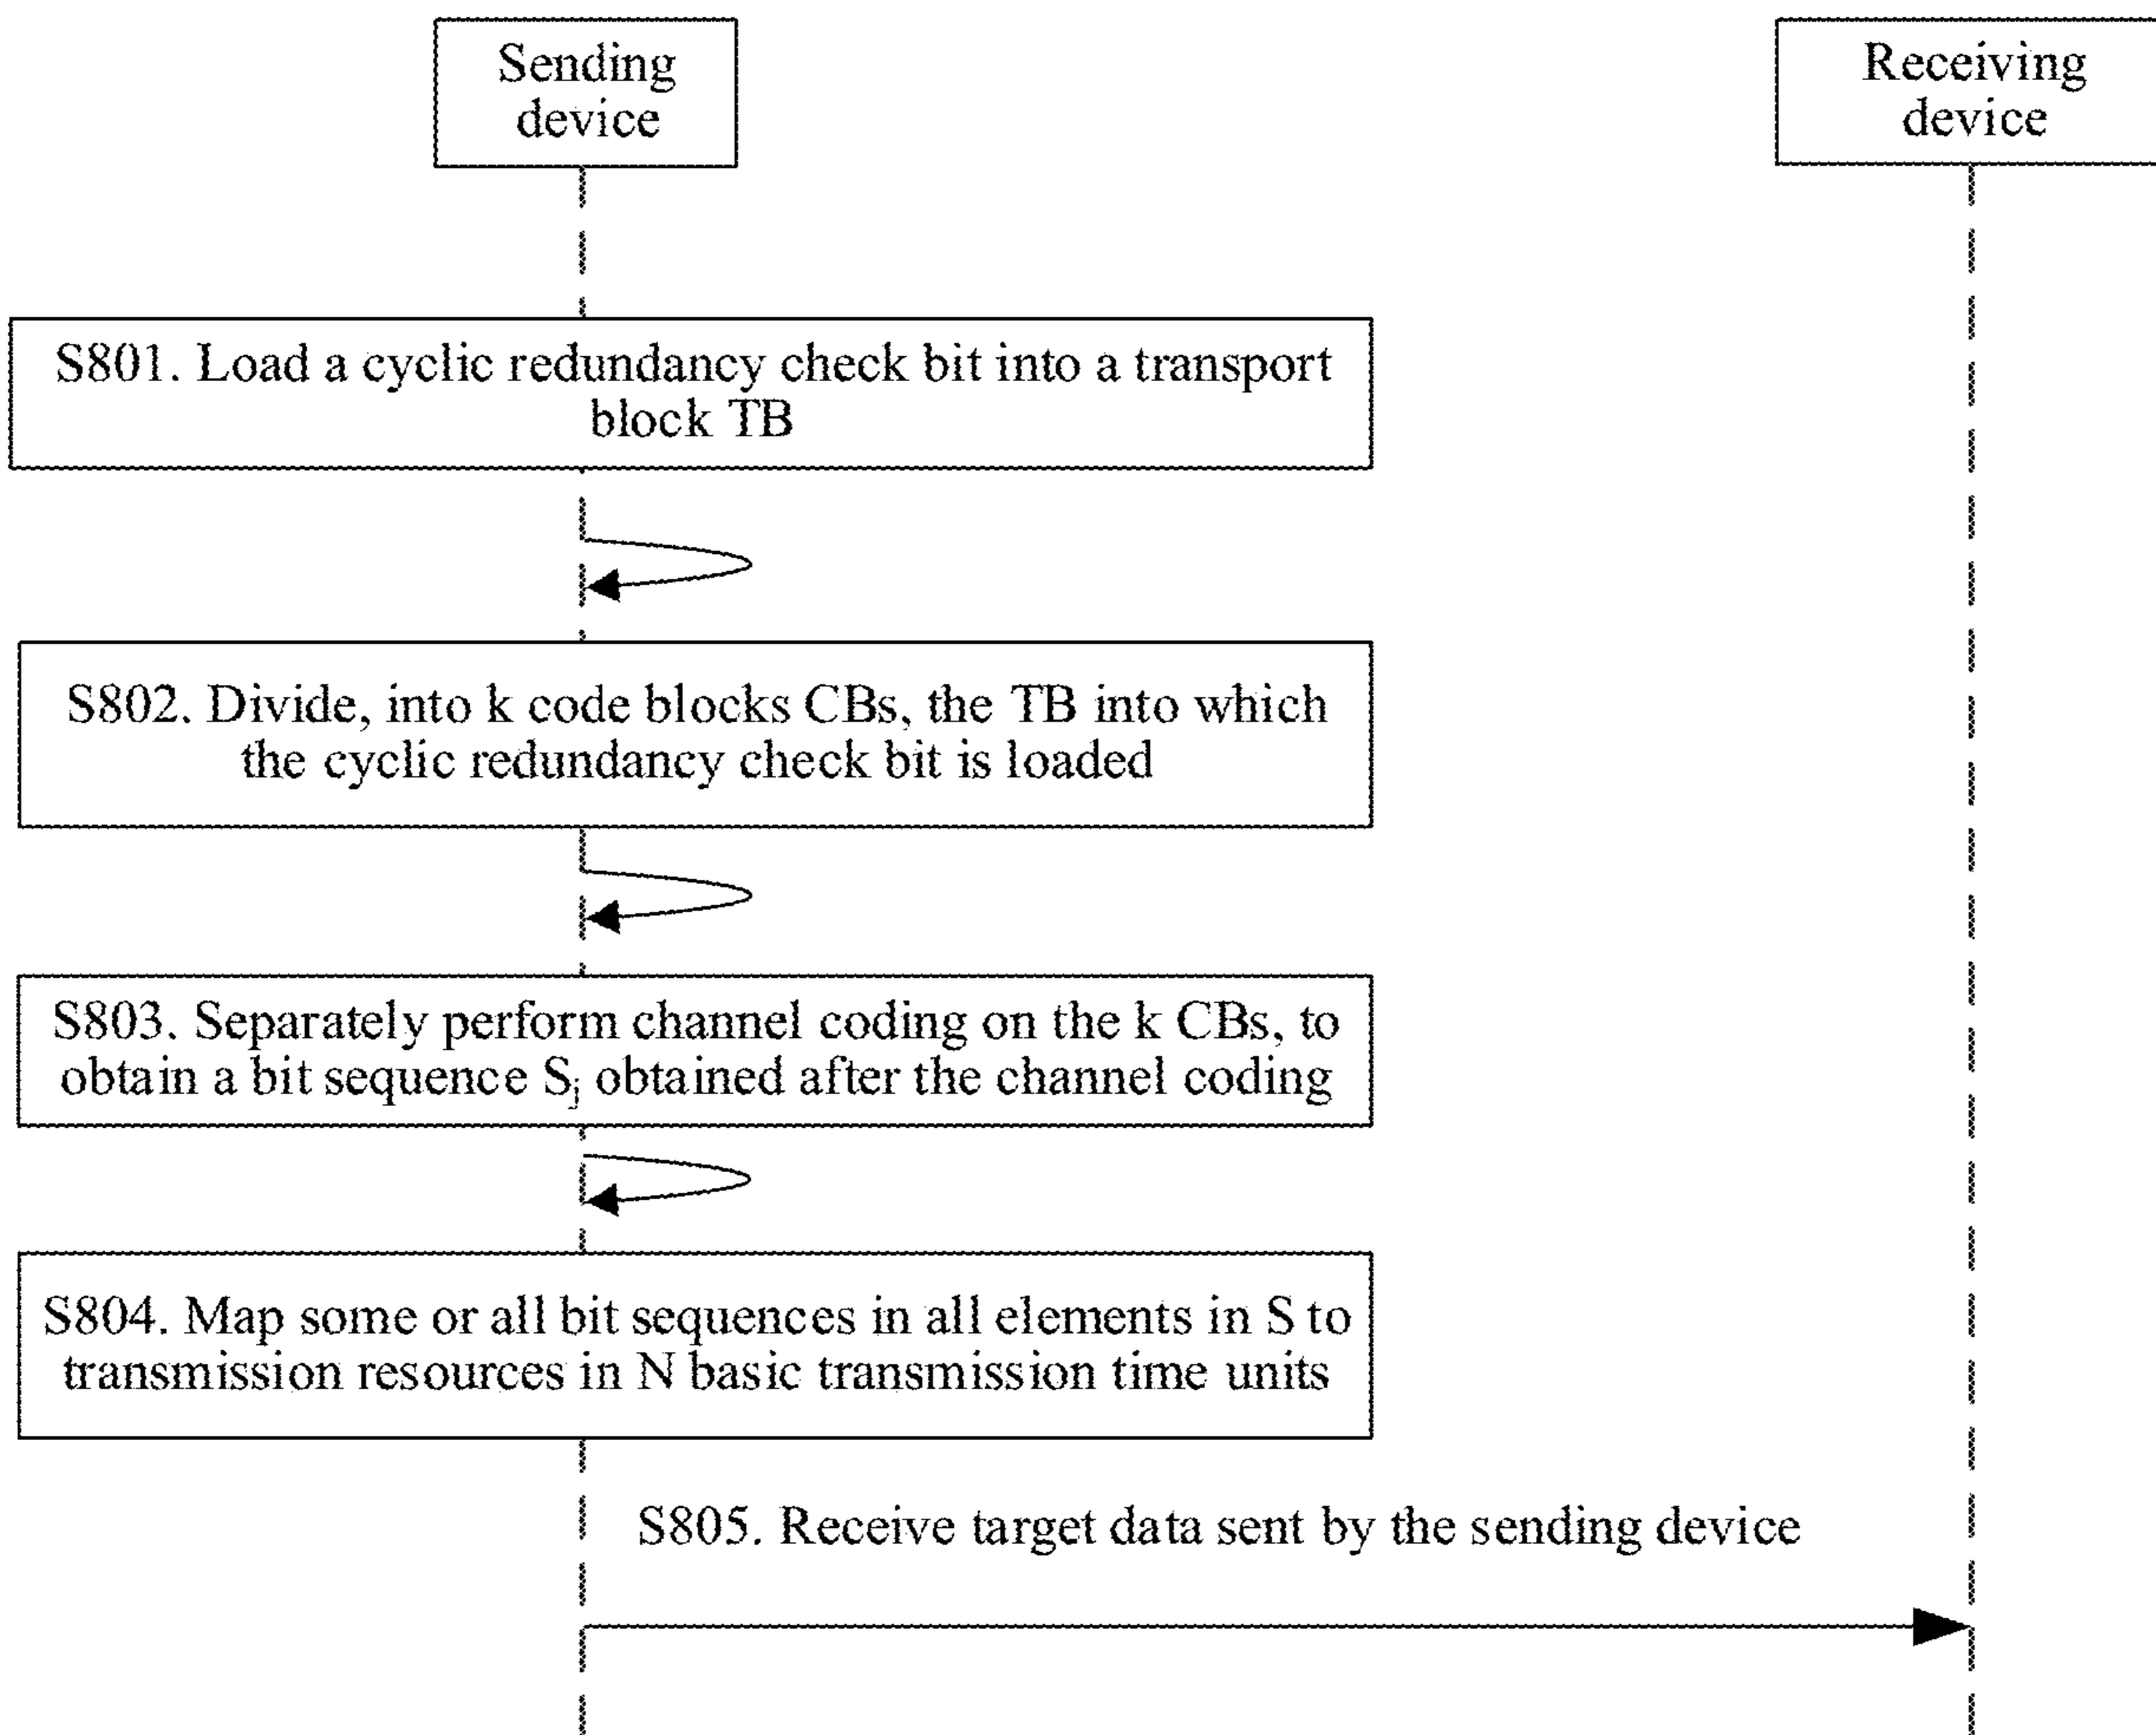 Sending
device
Receiving
device
S801. Load a cyclic redundancy check bit into a transport
block TB
S802. Divide, into k code blocks CBs, the TB into which
the cyclic redundancy check bit is loaded
S803. Separately perform channel coding on the k CBs, to
obtain a bit sequence Sj obtained after the channel coding
S804. Map some or all bit sequences in all elements in S to
transmission resources in N basic transmission time units
S805. Receive target data sent by the sending device